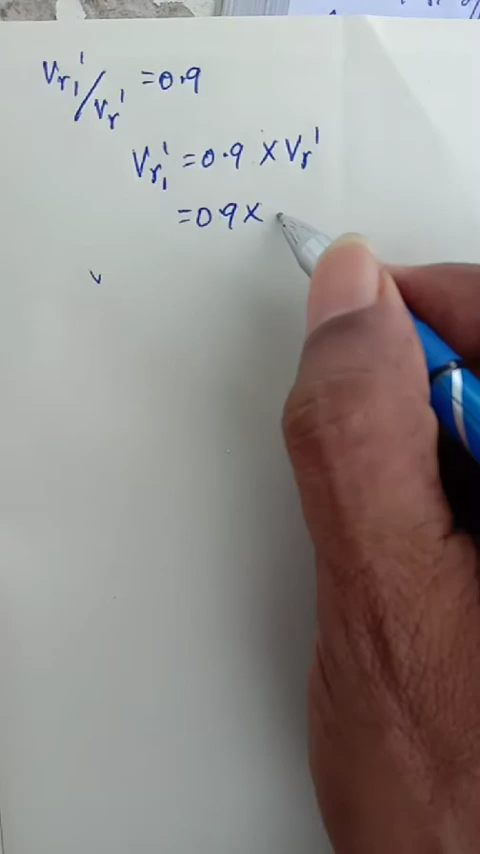 Vr₁'/Vr' = 0.9
Vr₁' = 0.9 × Vr'
= 0.9 ×
v